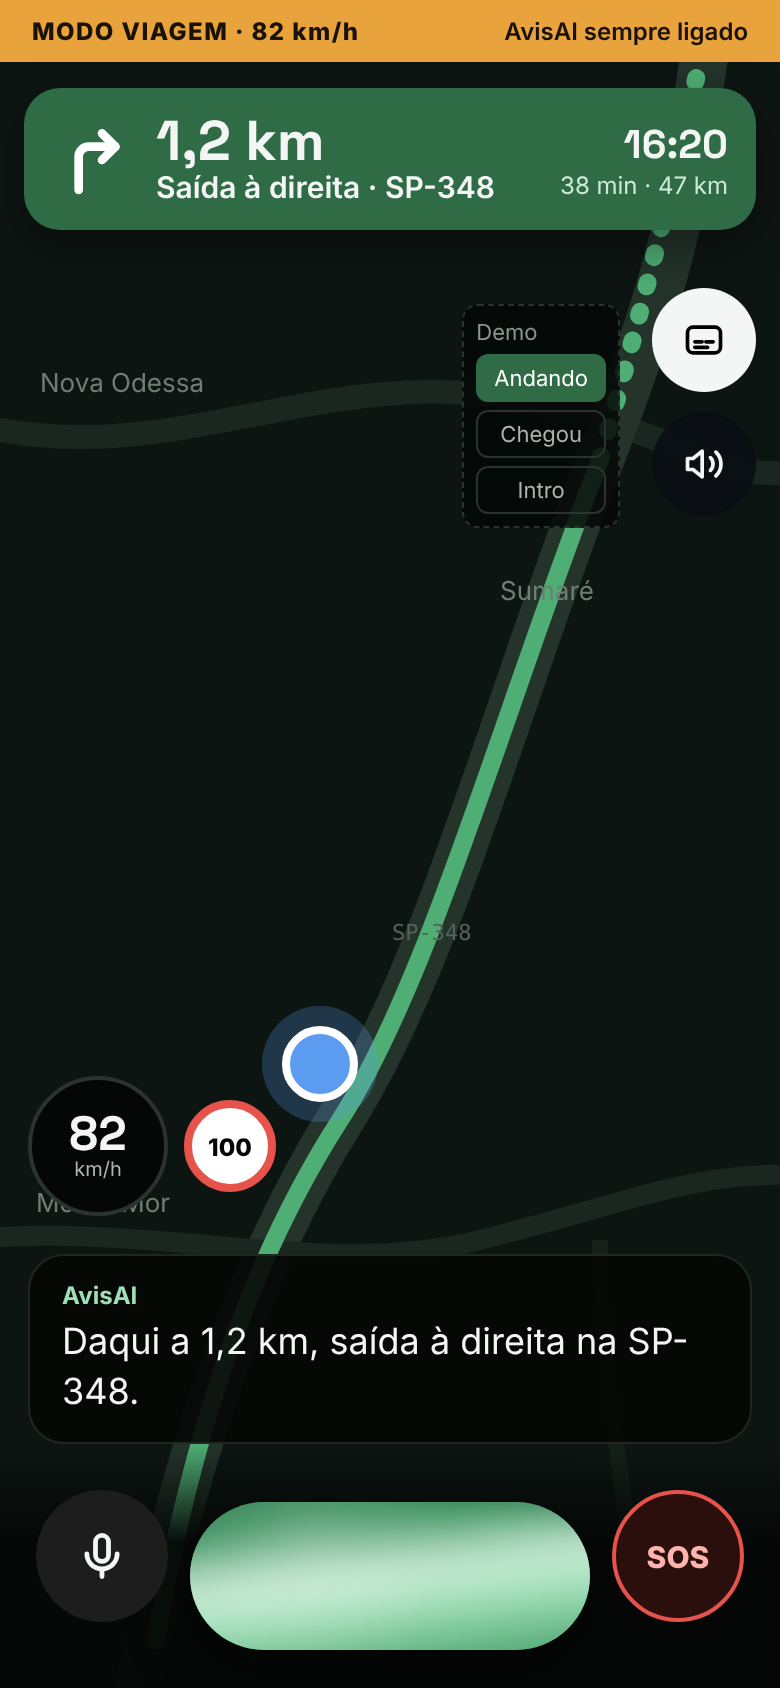 MODO VIAGEM · 82 km/h
AvisAI sempre ligado
1,2 km
Saída à direita · SP-348
16:20
38 min · 47 km
Demo
Andando
Chegou
Intro
Nova Odessa
Sumaré
SP-348
82
km/h
100
AvisAI
Daqui a 1,2 km, saída à direita na SP-
348.
SOS